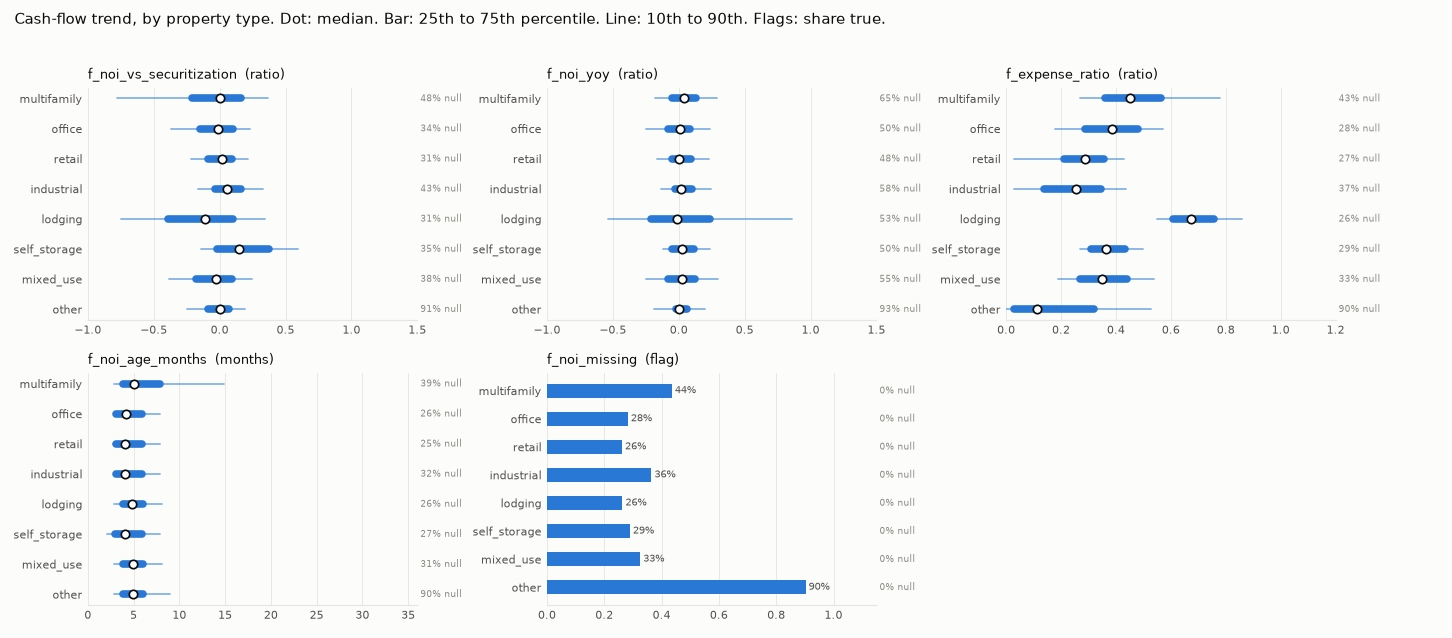 Cash-flow trend, by property type. Dot: median. Bar: 25th to 75th percentile. Line: 10th to 90th. Flags: share true.
f_noi_vs_securitization (ratio)
multifamily 48% null
office 34% null
retail 31% null
industrial 43% null
lodging 31% null
self_storage 35% null
mixed_use 38% null
other 91% null
−1.0 −0.5 0.0 0.5 1.0 1.5
f_noi_yoy (ratio)
multifamily 65% null
office 50% null
retail 48% null
industrial 58% null
lodging 53% null
self_storage 50% null
mixed_use 55% null
other 93% null
−1.0 −0.5 0.0 0.5 1.0 1.5
f_expense_ratio (ratio)
multifamily 43% null
office 28% null
retail 27% null
industrial 37% null
lodging 26% null
self_storage 29% null
mixed_use 33% null
other 90% null
0.0 0.2 0.4 0.6 0.8 1.0 1.2
f_noi_age_months (months)
multifamily 39% null
office 26% null
retail 25% null
industrial 32% null
lodging 26% null
self_storage 27% null
mixed_use 31% null
other 90% null
0 5 10 15 20 25 30 35
f_noi_missing (flag)
multifamily 44% 0% null
office 28% 0% null
retail 26% 0% null
industrial 36% 0% null
lodging 26% 0% null
self_storage 29% 0% null
mixed_use 33% 0% null
other 90% 0% null
0.0 0.2 0.4 0.6 0.8 1.0